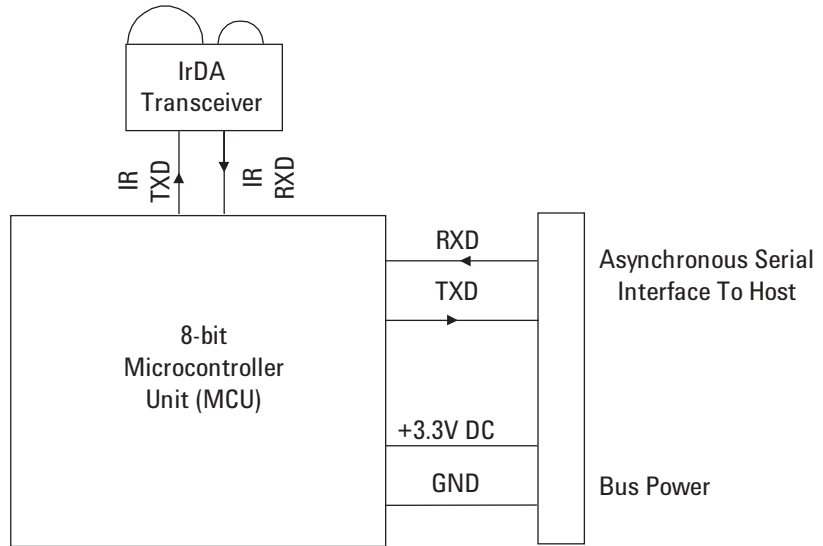 IrDA
Transceiver
IR
TXD
IR
RXD
RXD
TXD
8-bit
Microcontroller
Unit (MCU)
+3.3V DC
GND
Asynchronous Serial
Interface To Host
Bus Power